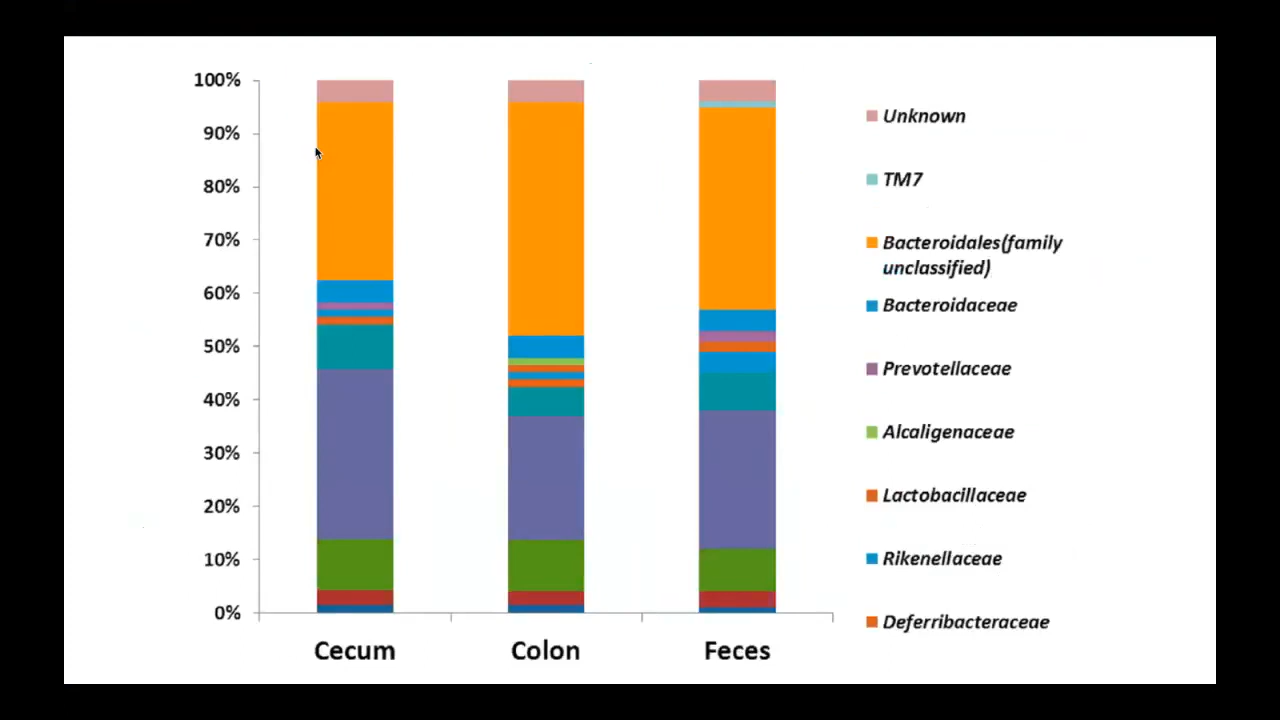 100%
90%
80%
70%
60%
50%
40%
30%
20%
10%
0%
Cecum
Colon
Feces
Unknown
TM7
Bacteroidales(family
unclassified)
Bacteroidaceae
Prevotellaceae
Alcaligenaceae
Lactobacillaceae
Rikenellaceae
Deferribacteraceae